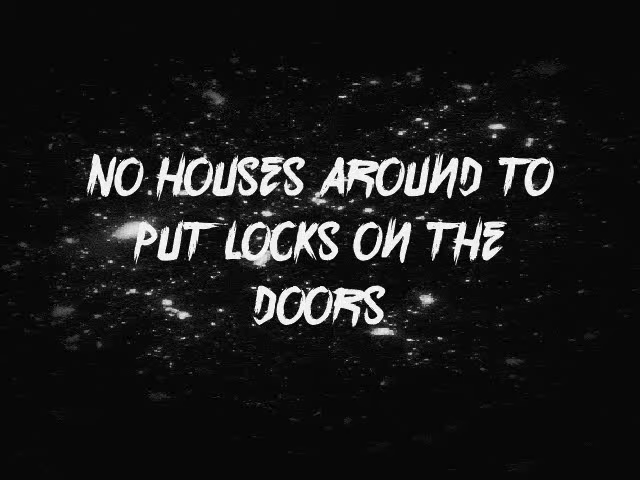 NO HOUSES AROUND TO
PUT LOCKS ON THE
DOORS